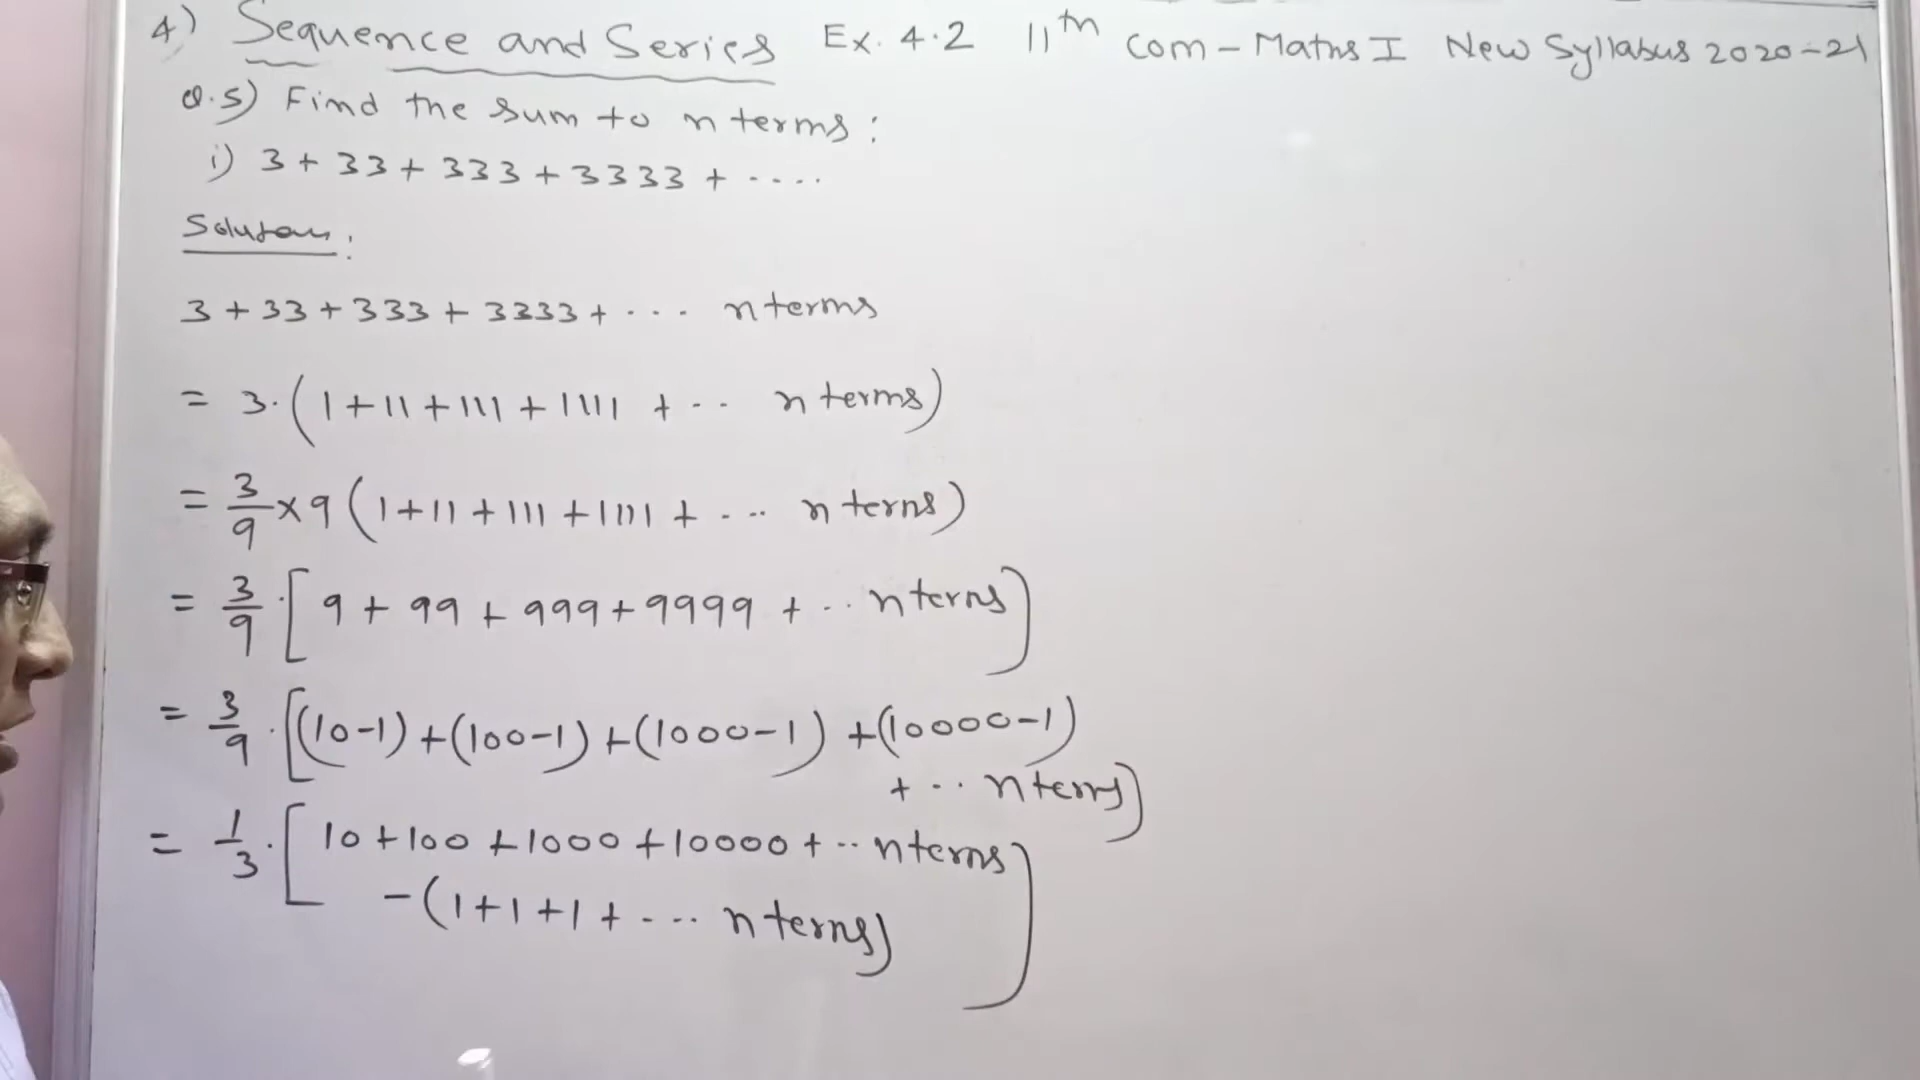 4) Sequence and Series Ex. 4.2 11th Com - Maths I New Syllabus 2020-21
Q.5) Find the sum to n terms:
i) 3 + 33 + 333 + 3333 + ....
Solution:
3 + 33 + 333 + 3333 + ... n terms
= 3.(1 + 11 + 111 + 1111 + .. n terms)
= 3/9 × 9 (1 + 11 + 111 + 1111 + ... n terms)
= 3/9 . [9 + 99 + 999 + 9999 + ... n terms]
= 3/9 . [(10-1) + (100-1) + (1000-1) + (10000-1)
+ ... n terms]
= 1/3 . [10 + 100 + 1000 + 10000 + .. n terms
- (1 + 1 + 1 + .... n terms)]